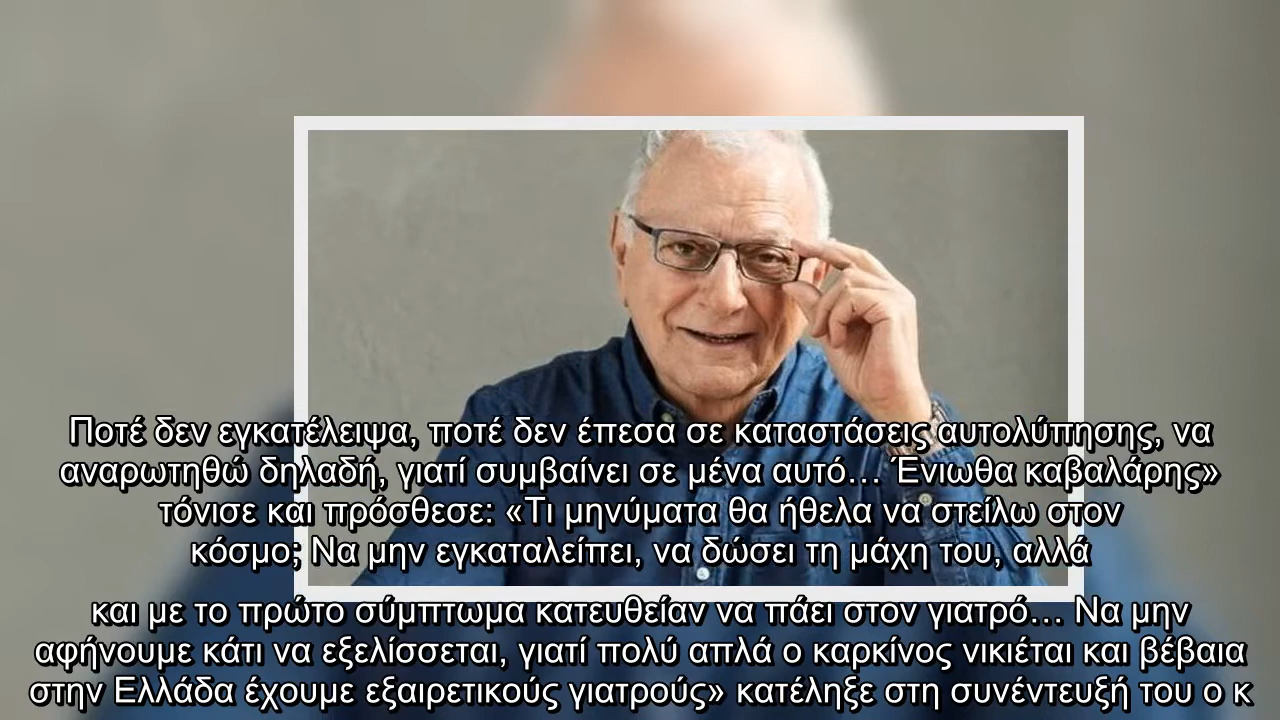 Ποτέ δεν εγκατέλειψα, ποτέ δεν έπεσα σε καταστάσεις αυτολύπησης, να
αναρωτηθώ δηλαδή, γιατί συμβαίνει σε μένα αυτό… Ένιωθα καβαλάρης»
τόνισε και πρόσθεσε: «Τι μηνύματα θα ήθελα να στείλω στον
κόσμο; Να μην εγκαταλείπει, να δώσει τη μάχη του, αλλά
και με το πρώτο σύμπτωμα κατευθείαν να πάει στον γιατρό… Να μην
αφήνουμε κάτι να εξελίσσεται, γιατί πολύ απλά ο καρκίνος νικιέται και βέβαια
στην Ελλάδα έχουμε εξαιρετικούς γιατρούς» κατέληξε στη συνέντευξή του ο κ